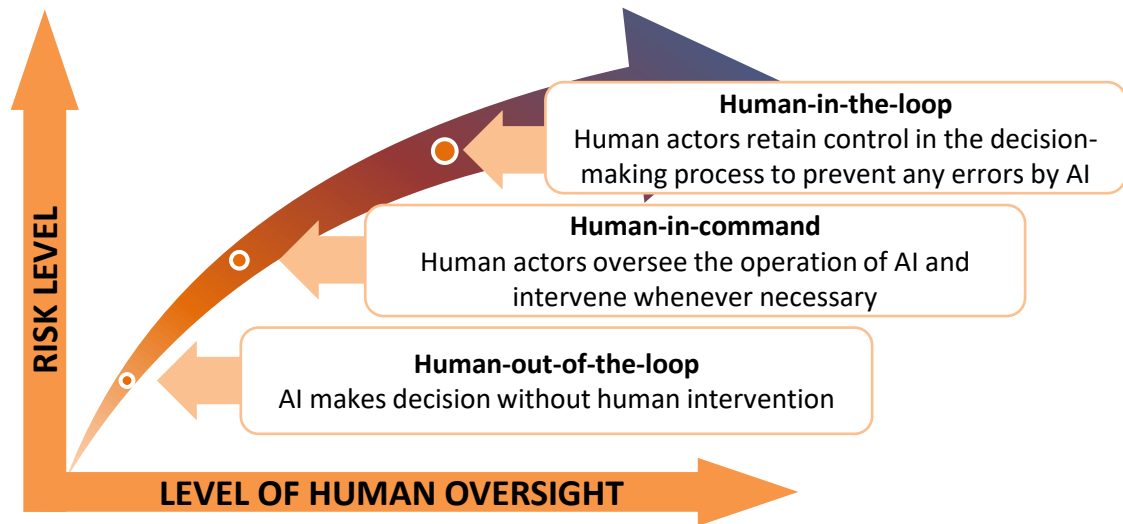 Human-in-the-loop
Human actors retain control in the decision-
making process to prevent any errors by AI
Human-in-command
Human actors oversee the operation of AI and
intervene whenever necessary
Human-out-of-the-loop
AI makes decision without human intervention
RISK LEVEL
LEVEL OF HUMAN OVERSIGHT